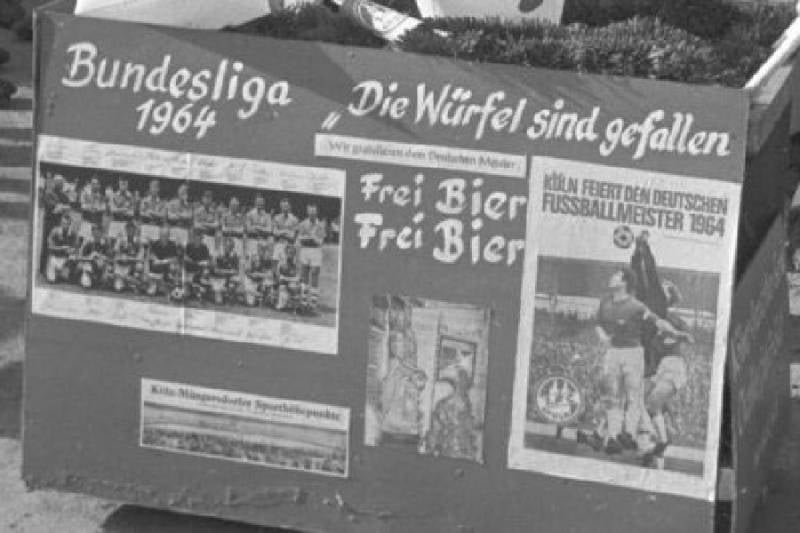 Bundesliga
1964
„Die Würfel sind gefallen
Wir gratulieren dem Deutschen Meister
Frei Bier
Frei Bier
KÖLN FEIERT DEN DEUTSCHEN
FUSSBALLMEISTER 1964
Köln-Müngersdorfer Sporthöhepunkte